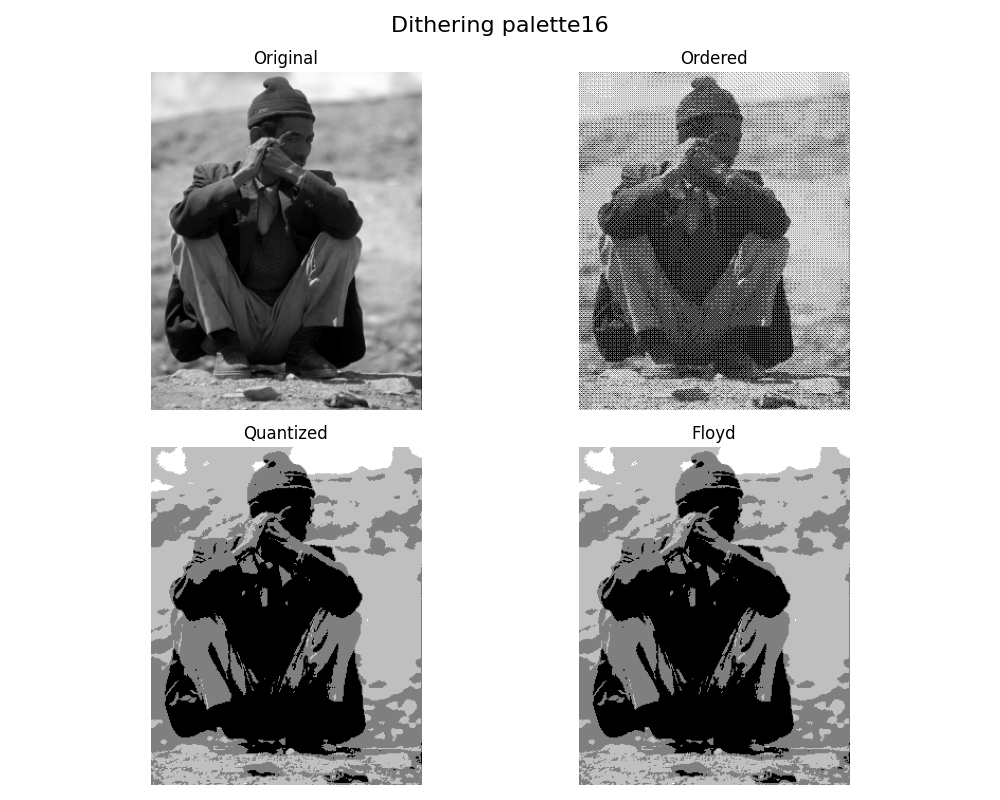 Dithering palette16
Original
Ordered
Quantized
Floyd